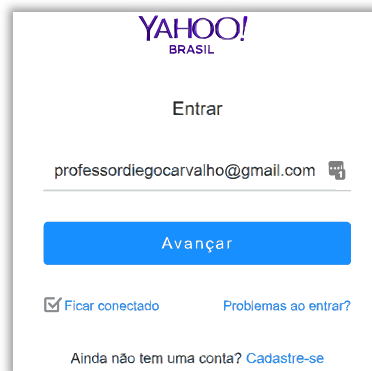 YAHOO!
BRASIL
Entrar
professordiegocarvalho@gmail.com
Avançar
Ficar conectado Problemas ao entrar?
Ainda não tem uma conta? Cadastre-se